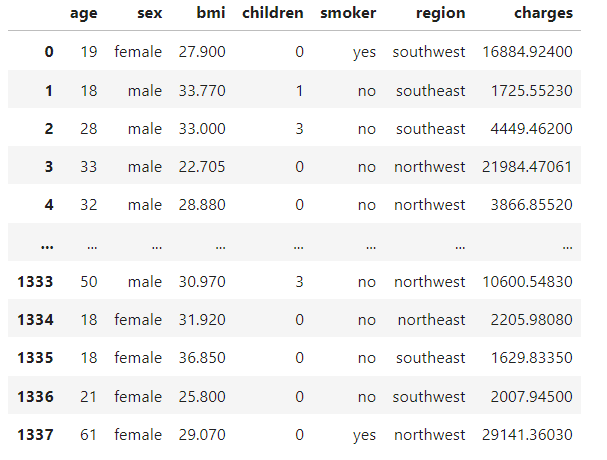 age sex bmi children smoker region charges
0 19 female 27.900 0 yes southwest 16884.92400
1 18 male 33.770 1 no southeast 1725.55230
2 28 male 33.000 3 no southeast 4449.46200
3 33 male 22.705 0 no northwest 21984.47061
4 32 male 28.880 0 no northwest 3866.85520
... ... ... ... ... ... ... ...
1333 50 male 30.970 3 no northwest 10600.54830
1334 18 female 31.920 0 no northeast 2205.98080
1335 18 female 36.850 0 no southeast 1629.83350
1336 21 female 25.800 0 no southwest 2007.94500
1337 61 female 29.070 0 yes northwest 29141.36030